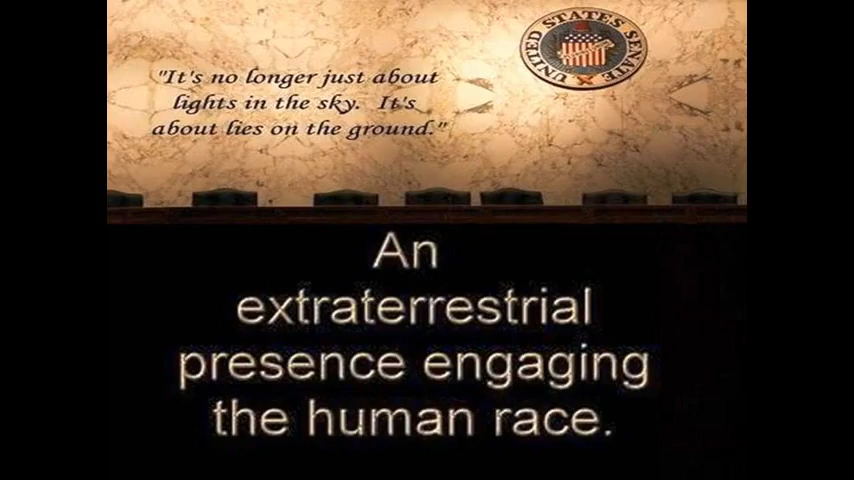 "It's no longer just about
lights in the sky. It's
about lies on the ground."
UNITED STATES SENATE
An
extraterrestrial
presence engaging
the human race.